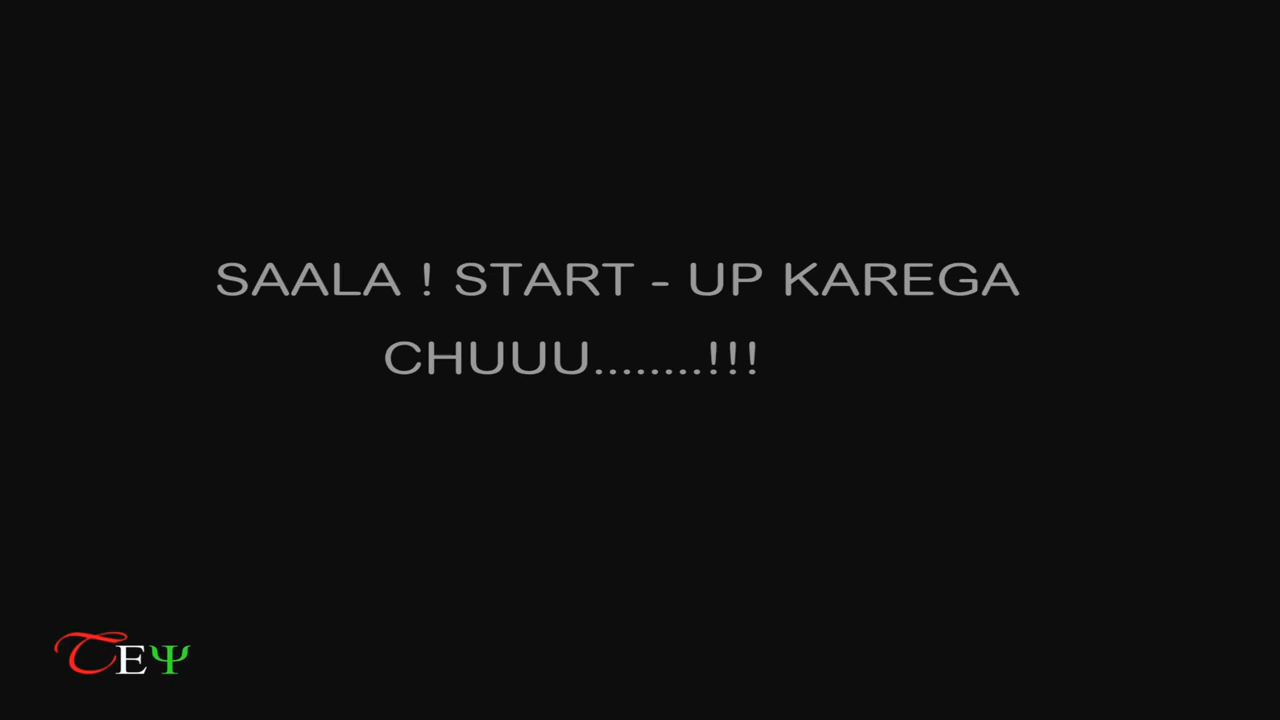 SAALA ! START - UP KAREGA
CHUUU........!!!
TEΨ